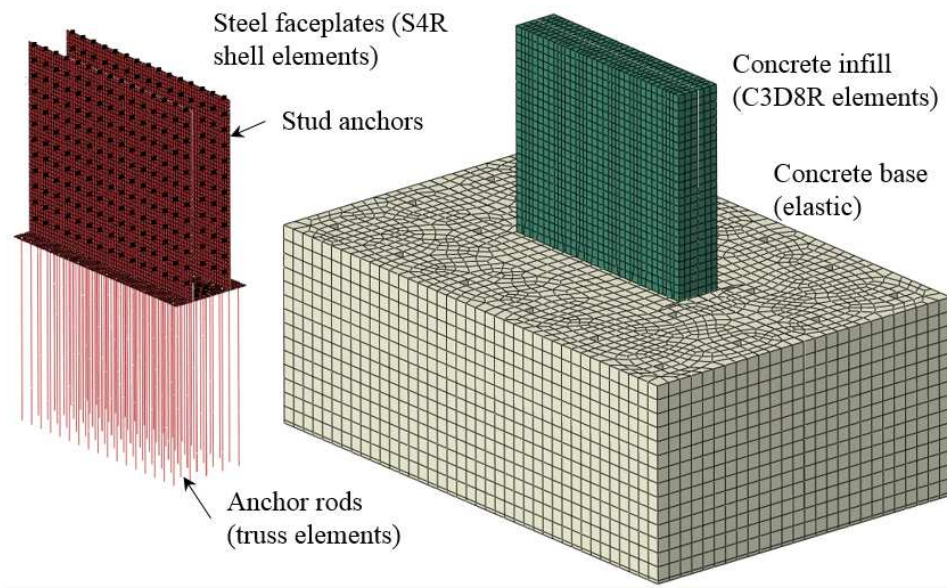 Steel faceplates (S4R
shell elements)
Stud anchors
Concrete infill
(C3D8R elements)
Concrete base
(elastic)
Anchor rods
(truss elements)